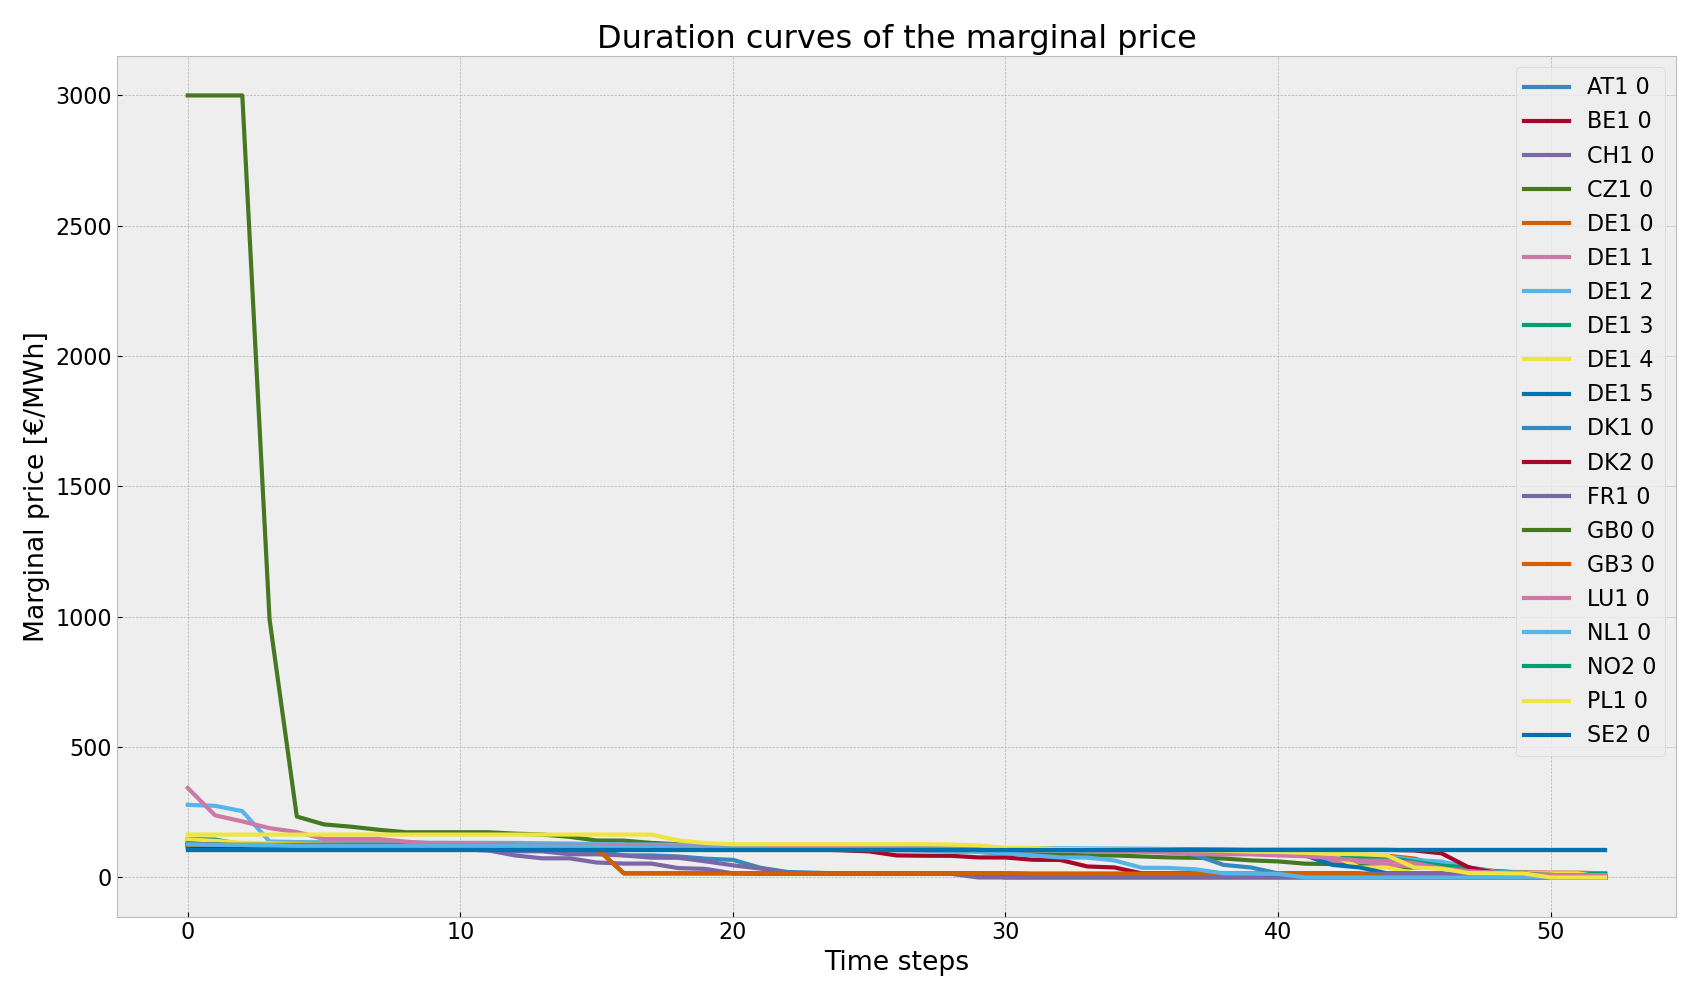 Duration curves of the marginal price
Marginal price [€/MWh]
3000
2500
2000
1500
1000
500
0
0 10 20 30 40 50
Time steps
AT1 0
BE1 0
CH1 0
CZ1 0
DE1 0
DE1 1
DE1 2
DE1 3
DE1 4
DE1 5
DK1 0
DK2 0
FR1 0
GB0 0
GB3 0
LU1 0
NL1 0
NO2 0
PL1 0
SE2 0